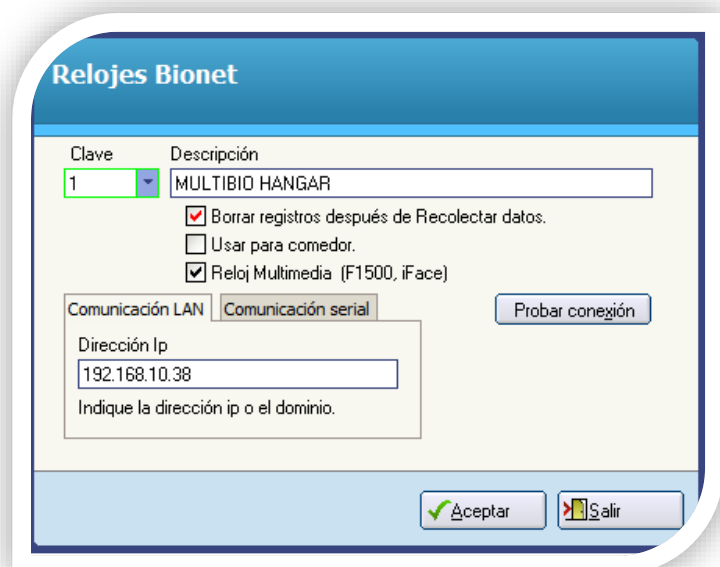 Relojes Bionet
Clave Descripción
1 MULTIBIO HANGAR
Borrar registros después de Recolectar datos.
Usar para comedor.
Reloj Multimedia (F1500, iFace)
Comunicación LAN Comunicación serial Probar conexión
Dirección Ip
192.168.10.38
Indique la dirección ip o el dominio.
Aceptar Salir